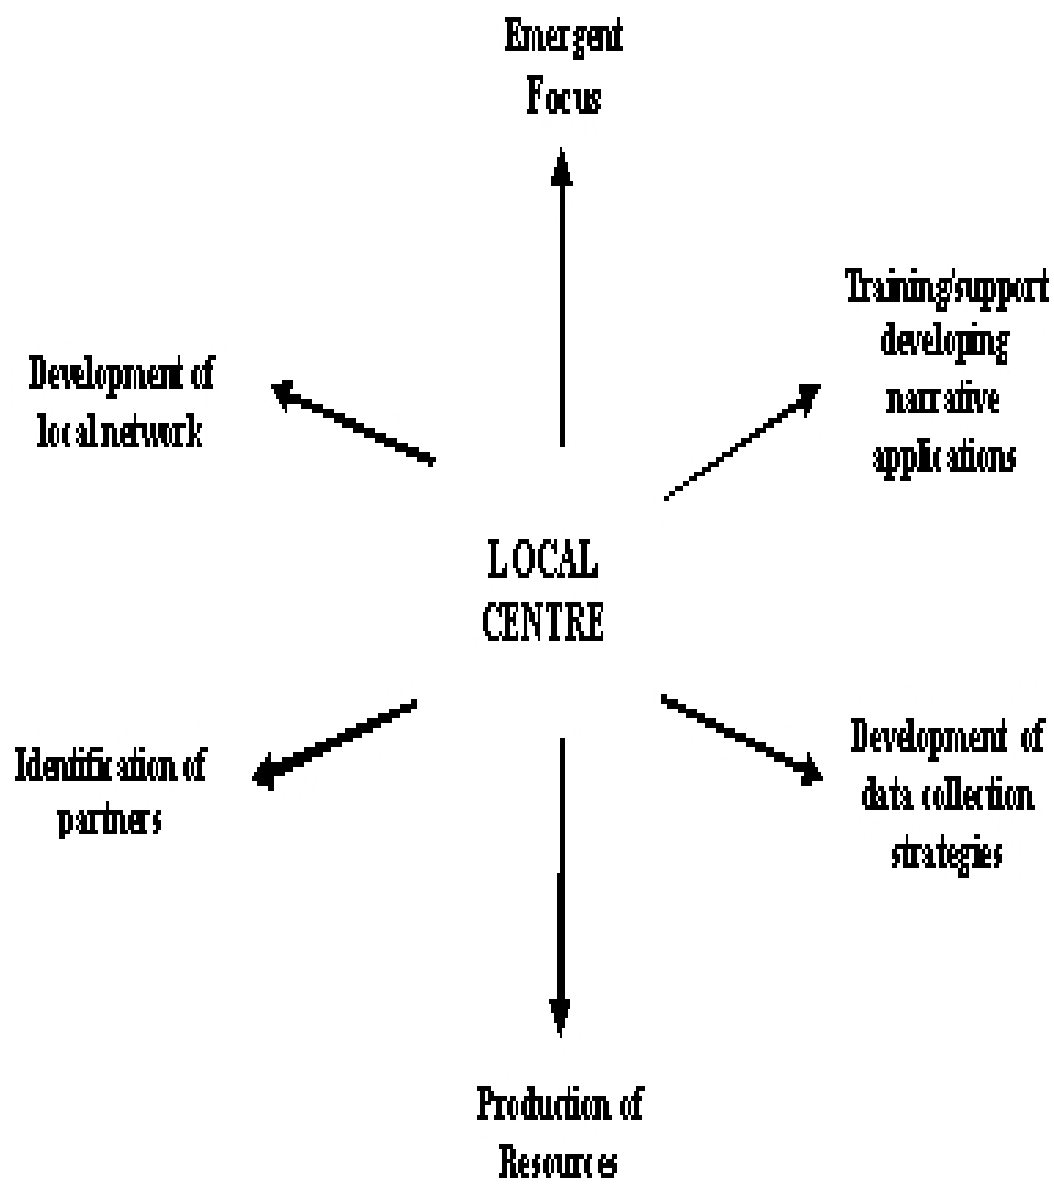 Emergent
Focus
Training/support
developing
narrative
applications
Development of
local network
LOCAL
CENTRE
Identification of
partners
Development of
data collection
strategies
Production of
Resources